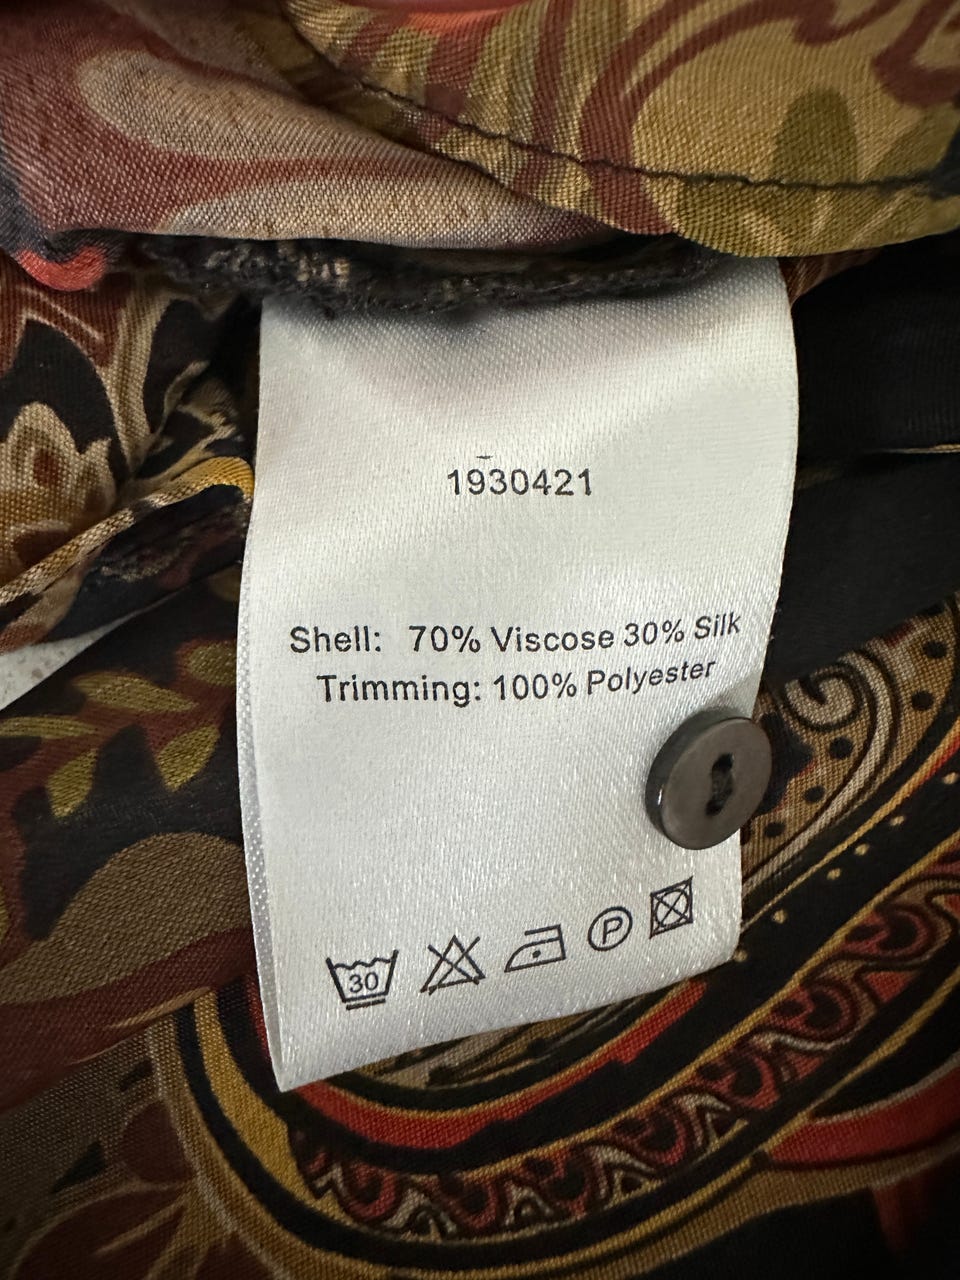 1930421
Shell: 70% Viscose 30% Silk
Trimming: 100% Polyester
30
P